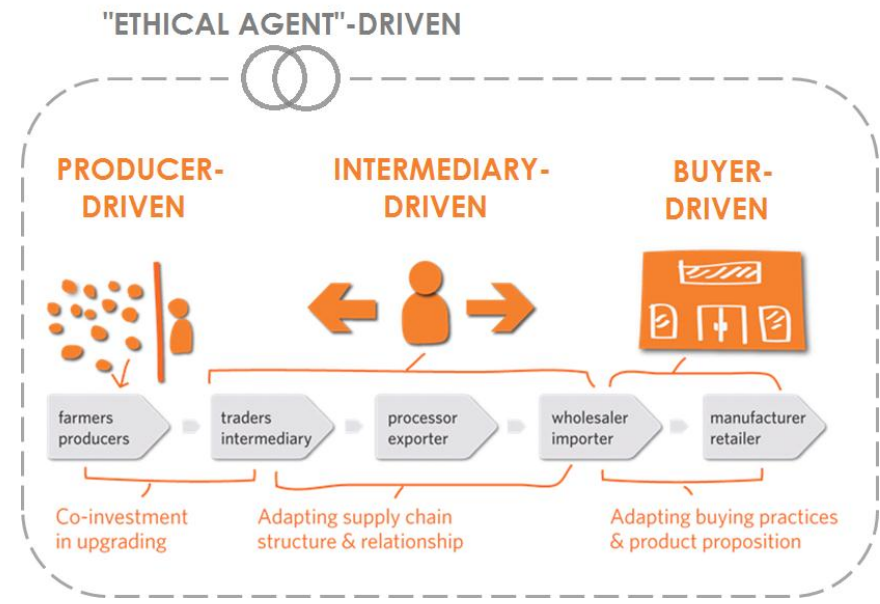 "ETHICAL AGENT"-DRIVEN
PRODUCER-
DRIVEN
INTERMEDIARY-
DRIVEN
BUYER-
DRIVEN
farmers
producers
traders
intermediary
processor
exporter
wholesaler
importer
manufacturer
retailer
Co-investment
in upgrading
Adapting supply chain
structure & relationship
Adapting buying practices
& product proposition